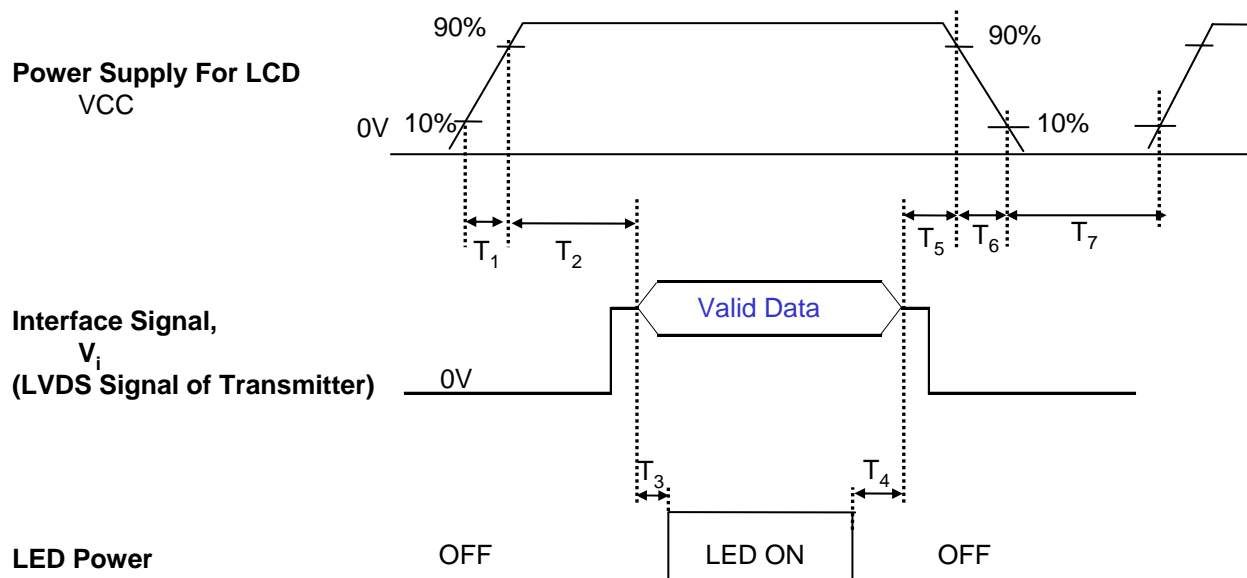 90%
90%
Power Supply For LCD
VCC
0V
10%
10%
T₁
T₂
T₅
T₆
T₇
Valid Data
Interface Signal,
Vᵢ
(LVDS Signal of Transmitter)
0V
T₃
T₄
LED Power
OFF
LED ON
OFF